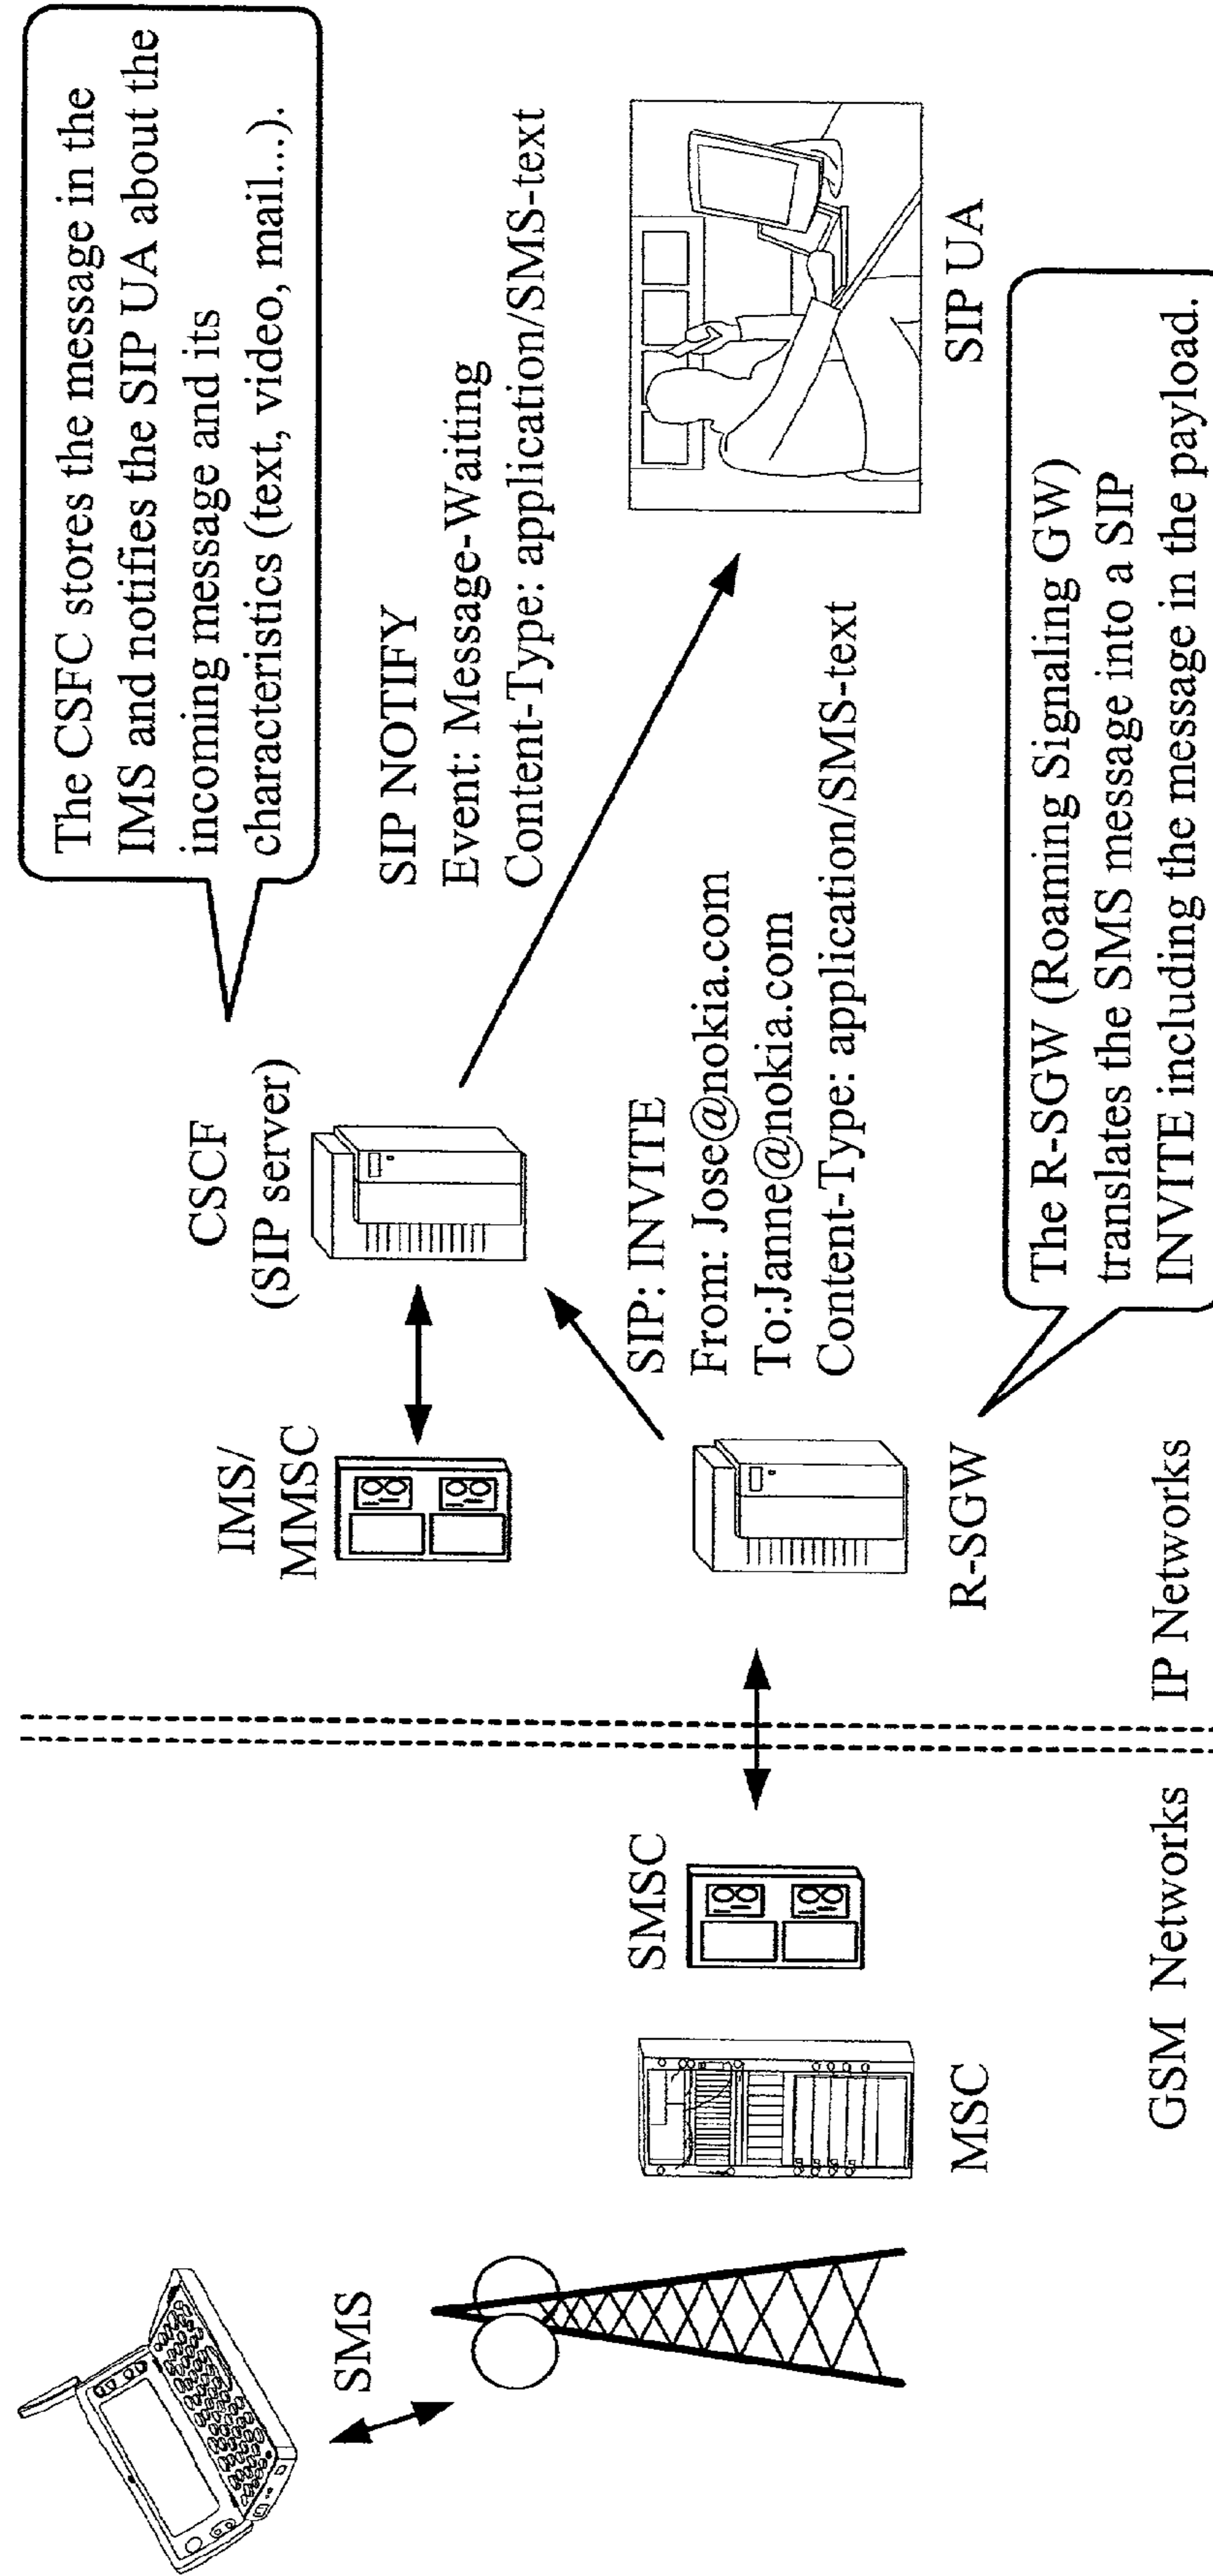 The CSFC stores the message in the
IMS and notifies the SIP UA about the
incoming message and its
characteristics (text, video, mail...).
CSCF
(SIP server)
SIP NOTIFY
Event: Message-Waiting
Content-Type: application/SMS-text
IMS/
MMSC
SMS
SIP: INVITE
From: Jose@nokia.com
To:Janne@nokia.com
Content-Type: application/SMS-text
SMSC
MSC
R-SGW
SIP UA
The R-SGW (Roaming Signaling GW)
translates the SMS message into a SIP
INVITE including the message in the payload.
GSM Networks
IP Networks